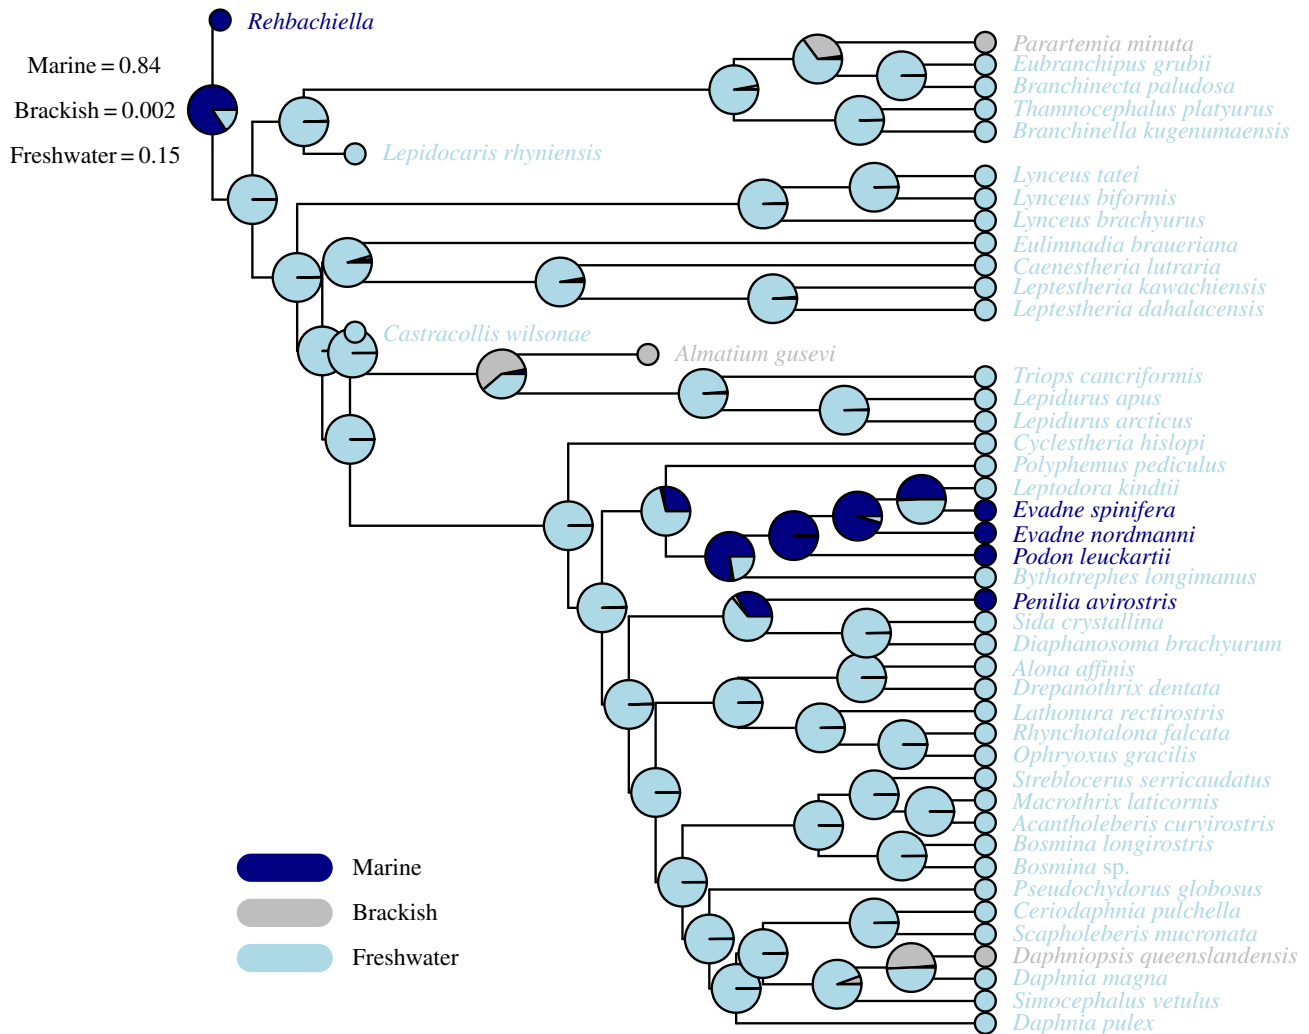 Rehbachiella
Marine = 0.84
Brackish = 0.002
Freshwater = 0.15
Parartemia minuta
Eubranchipus grubii
Branchinecta paludosa
Thamnocephalus platyurus
Branchinella kugenumaensis
Lepidocaris rhyniensis
Lynceus tatei
Lynceus biformis
Lynceus brachyurus
Eulimnadia braueriana
Caenestheria lutraria
Leptestheria kawachiensis
Leptestheria dahalacensis
Castracollis wilsonae
Almatium gusevi
Triops cancriformis
Lepidurus apus
Lepidurus arcticus
Cyclestheria hislopi
Polyphemus pediculus
Leptodora kindtii
Evadne spinifera
Evadne nordmanni
Podon leuckartii
Bythotrephes longimanus
Penilia avirostris
Sida crystallina
Diaphanosoma brachyurum
Alona affinis
Drepanothrix dentata
Lathonura rectirostris
Rhynchotalona falcata
Ophryoxus gracilis
Streblocerus serricaudatus
Macrothrix laticornis
Acantholeberis curvirostris
Bosmina longirostris
Bosmina sp.
Pseudochydorus globosus
Ceriodaphnia pulchella
Scapholeberis mucronata
Daphniopsis queenslandensis
Daphnia magna
Simocephalus vetulus
Daphnia pulex
Marine
Brackish
Freshwater